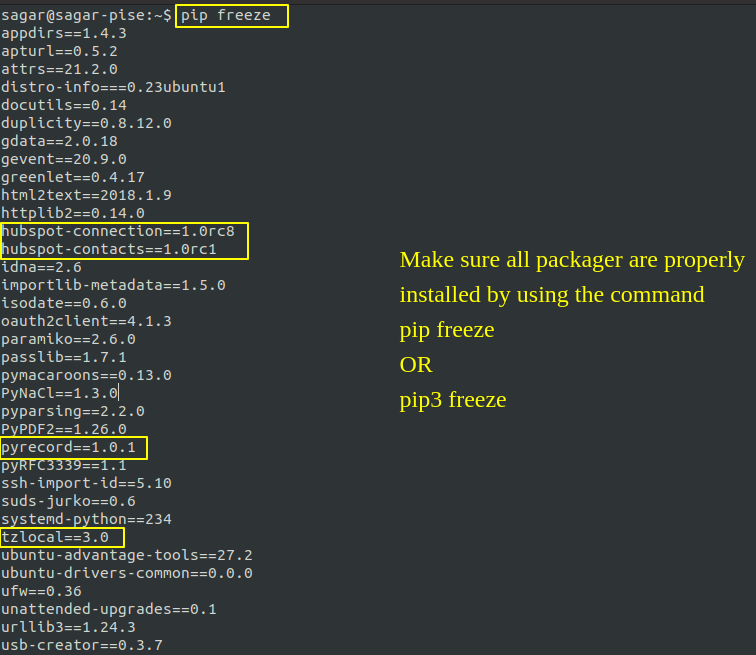 sagar@sagar-pise:~$ pip freeze
appdirs==1.4.3
apturl==0.5.2
attrs==21.2.0
distro-info===0.23ubuntu1
docutils==0.14
duplicity==0.8.12.0
gdata==2.0.18
gevent==20.9.0
greenlet==0.4.17
html2text==2018.1.9
httplib2==0.14.0
hubspot-connection==1.0rc8
hubspot-contacts==1.0rc1
idna==2.6
importlib-metadata==1.5.0
isodate==0.6.0
oauth2client==4.1.3
paramiko==2.6.0
passlib==1.7.1
pymacaroons==0.13.0
PyNaCl==1.3.0
pyparsing==2.2.0
PyPDF2==1.26.0
pyrecord==1.0.1
pyRFC3339==1.1
ssh-import-id==5.10
suds-jurko==0.6
systemd-python==234
tzlocal==3.0
ubuntu-advantage-tools==27.2
ubuntu-drivers-common==0.0.0
ufw==0.36
unattended-upgrades==0.1
urllib3==1.24.3
usb-creator==0.3.7
Make sure all packager are properly
installed by using the command
pip freeze
OR
pip3 freeze